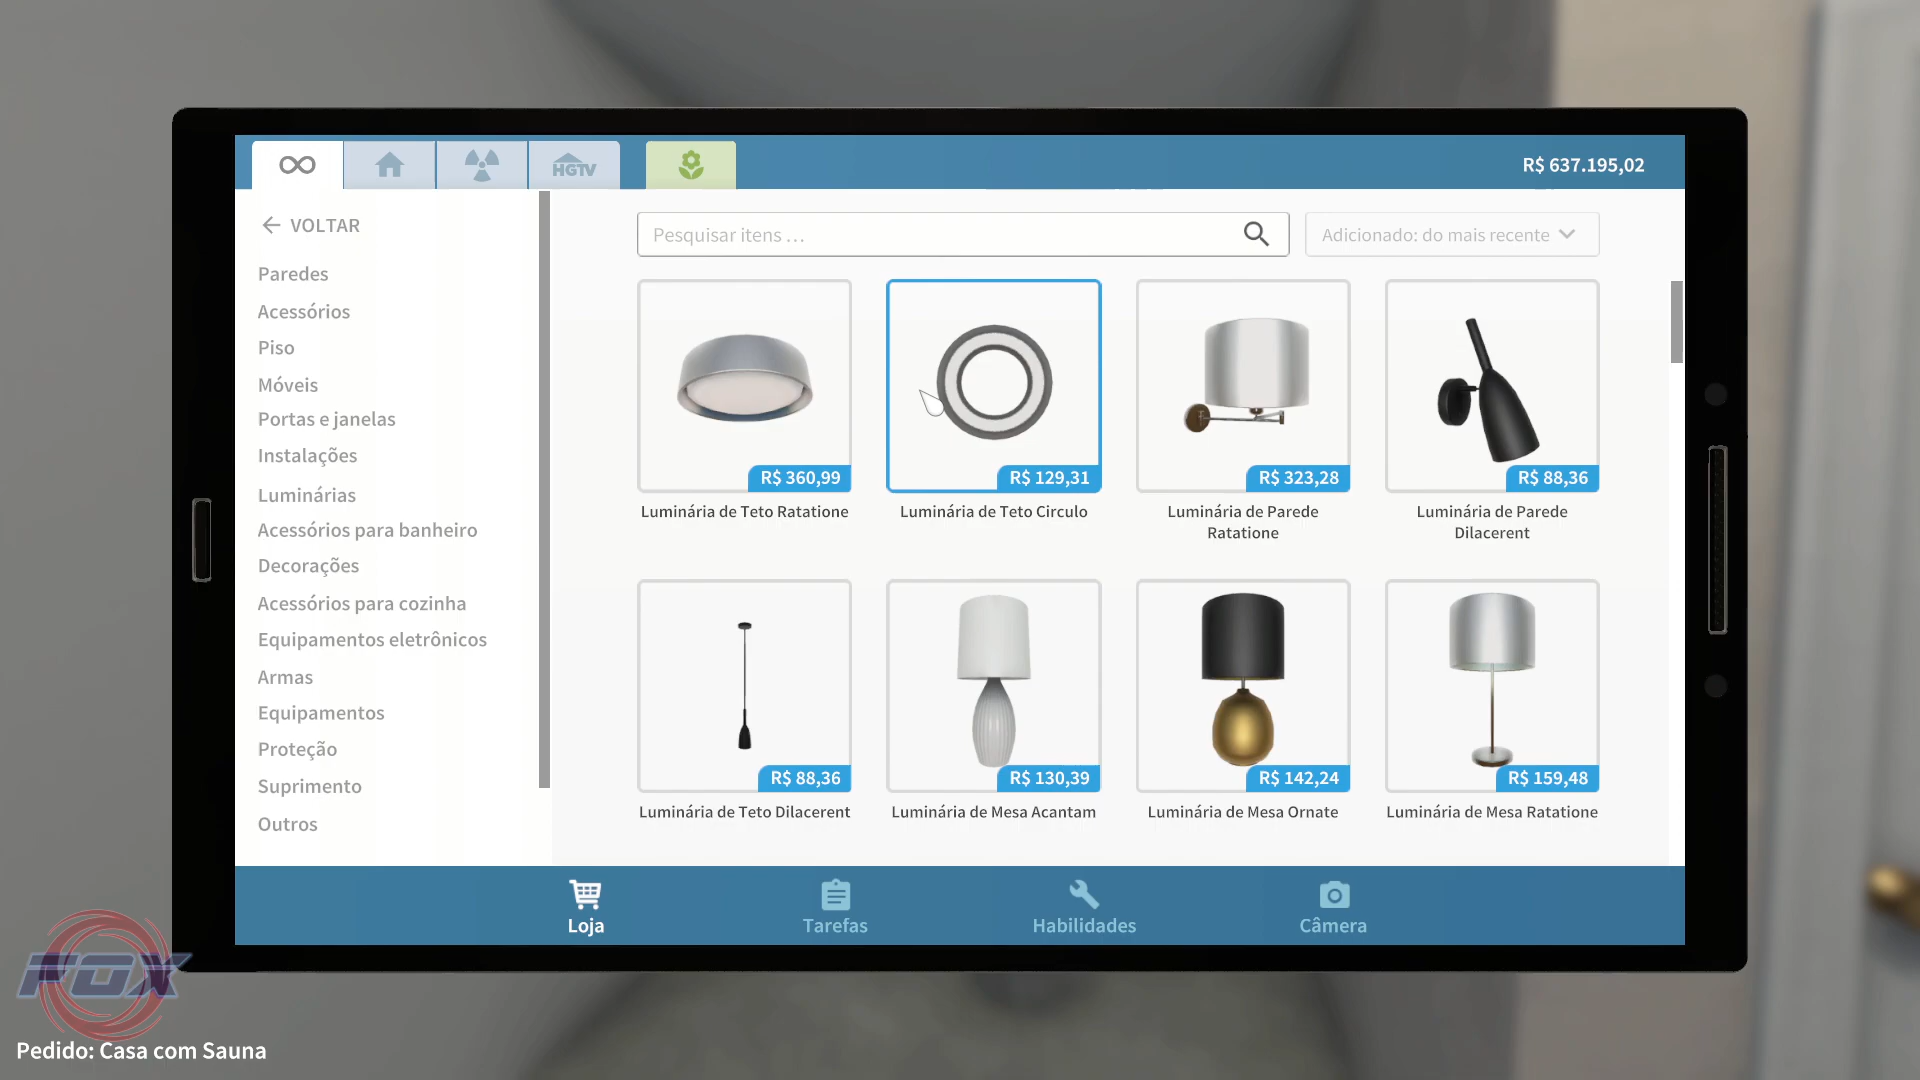 HGTV
R$ 637.195,02
VOLTAR
Paredes
Acessórios
Piso
Móveis
Portas e janelas
Instalações
Luminárias
Acessórios para banheiro
Decorações
Acessórios para cozinha
Equipamentos eletrônicos
Armas
Equipamentos
Proteção
Suprimento
Outros
Pesquisar itens ...
Adicionado: do mais recente
R$ 360,99
Luminária de Teto Ratatione
R$ 129,31
Luminária de Teto Circulo
R$ 323,28
Luminária de Parede
Ratatione
R$ 88,36
Luminária de Parede
Dilacerent
R$ 88,36
Luminária de Teto Dilacerent
R$ 130,39
Luminária de Mesa Acantam
R$ 142,24
Luminária de Mesa Ornate
R$ 159,48
Luminária de Mesa Ratatione
Loja
Tarefas
Habilidades
Câmera
FOX
Pedido: Casa com Sauna